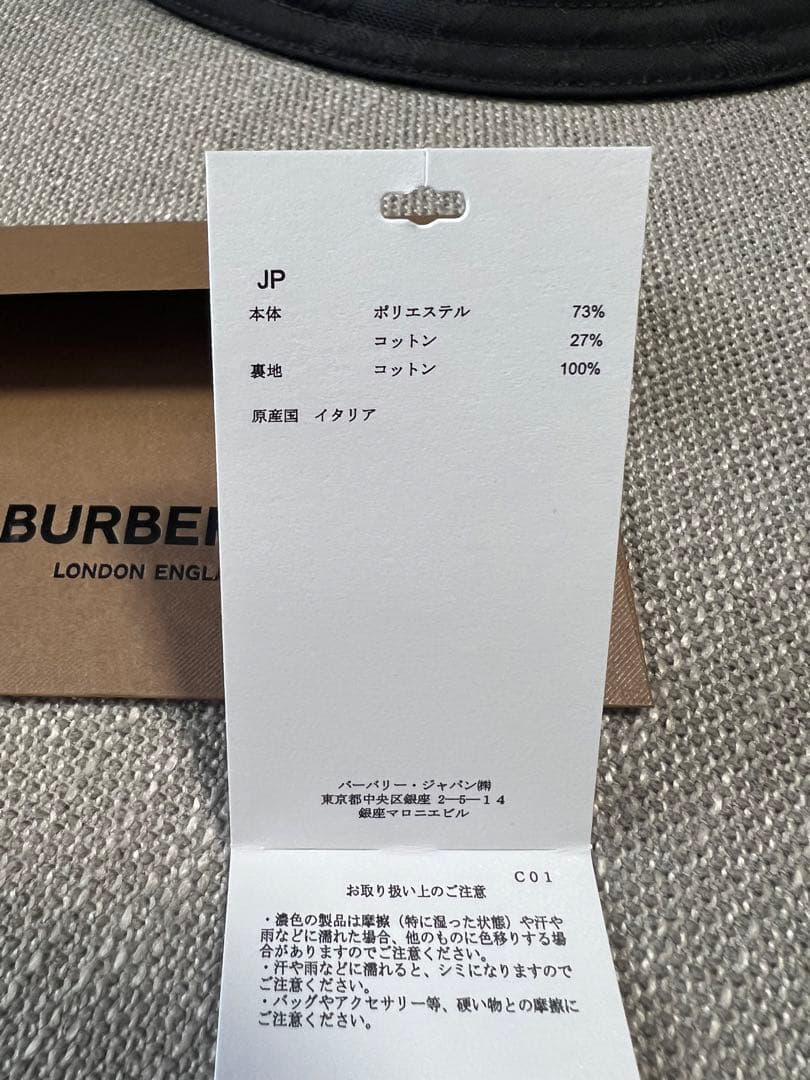 JP
本体 ポリエステル 73%
コットン 27%
裏地 コットン 100%
原産国 イタリア
BURBER
LONDON ENGLA
バーバリー・ジャパン㈱
東京都中央区銀座 2―5―14
銀座マロニエビル
C01
お取り扱い上のご注意
・濃色の製品は摩擦（特に湿った状態）や汗や
雨などに濡れた場合、他のものに色移りする場
合がありますのでご注意ください。
・汗や雨などに濡れると、シミになりますので
ご注意ください。
・バッグやアクセサリー等、硬い物との摩擦に
ご注意ください。